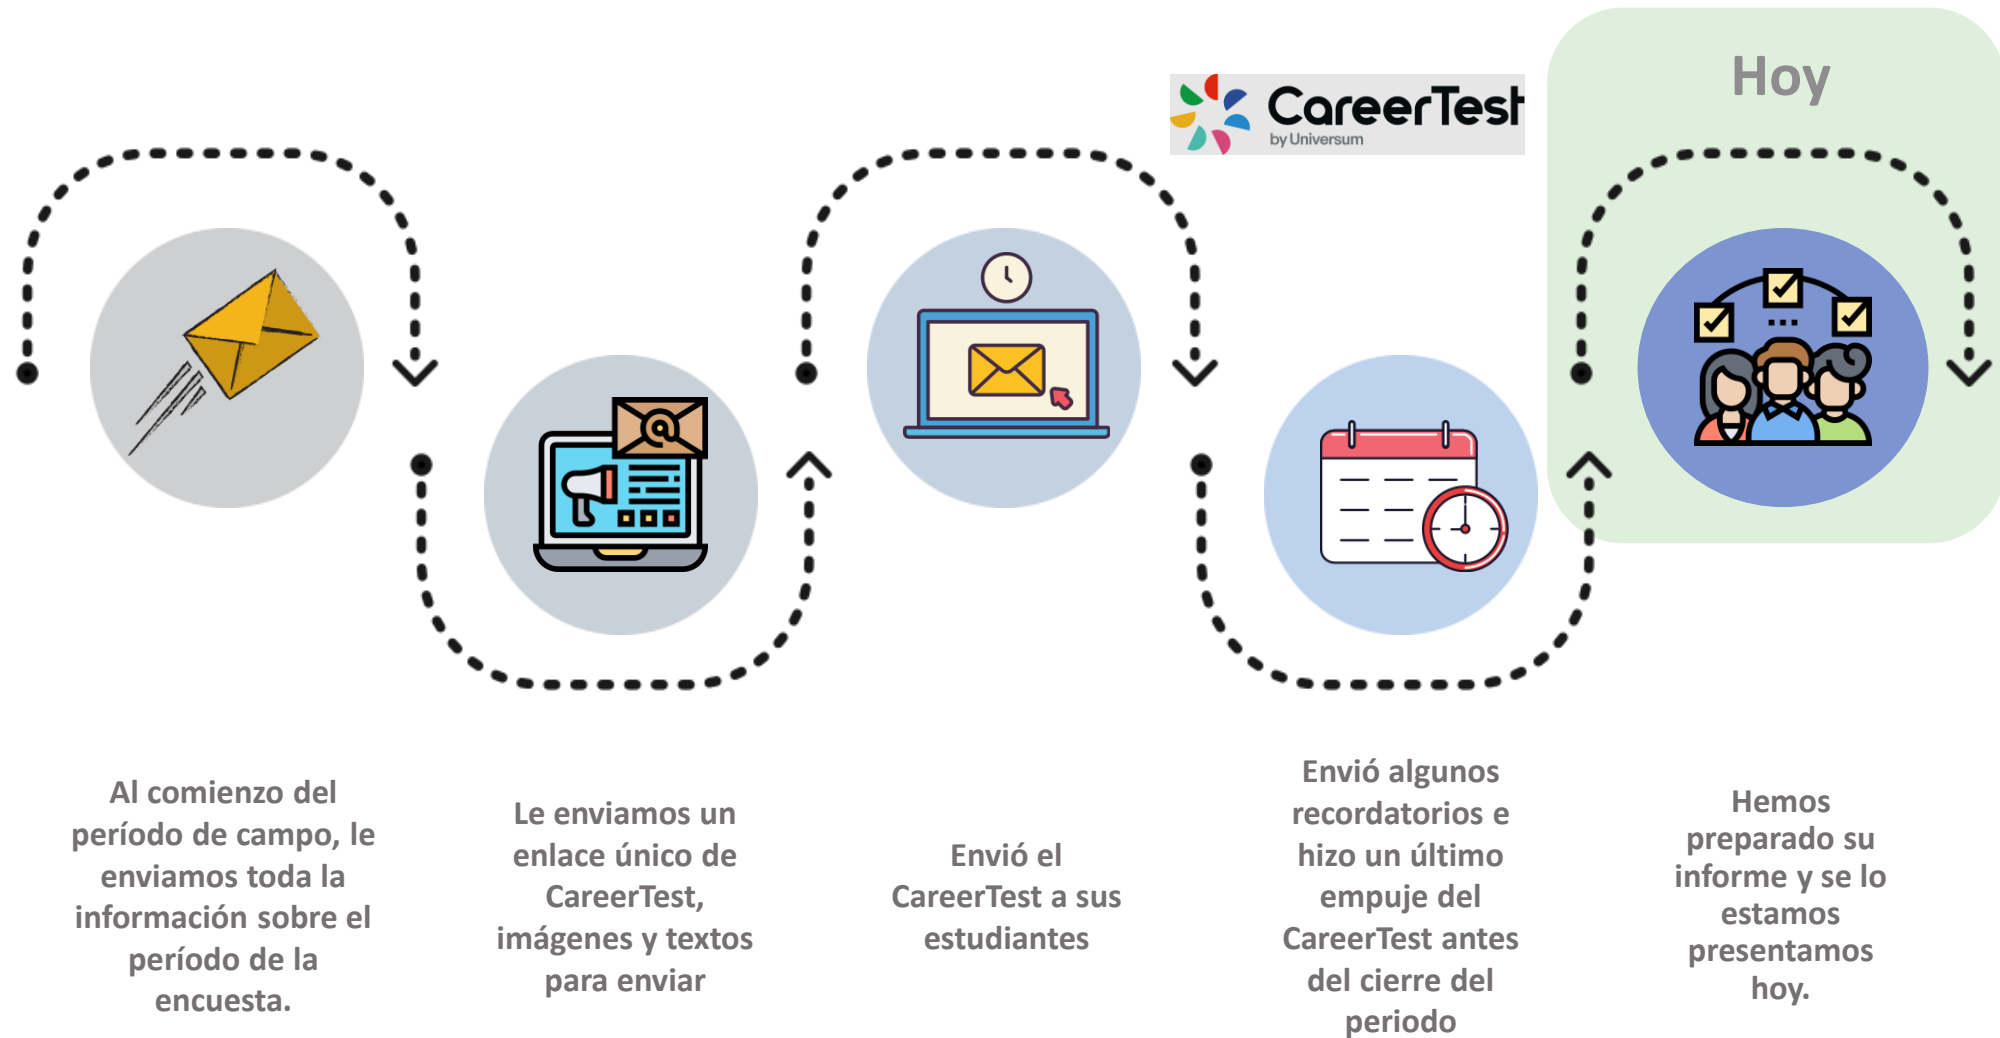 CareerTest
by Universum
Hoy
Al comienzo del
período de campo, le
enviamos toda la
información sobre el
período de la
encuesta.
Le enviamos un
enlace único de
CareerTest,
imágenes y textos
para enviar
Envió el
CareerTest a sus
estudiantes
Envió algunos
recordatorios e
hizo un último
empuje del
CareerTest antes
del cierre del
periodo
Hemos
preparado su
informe y se lo
estamos
presentamos
hoy.